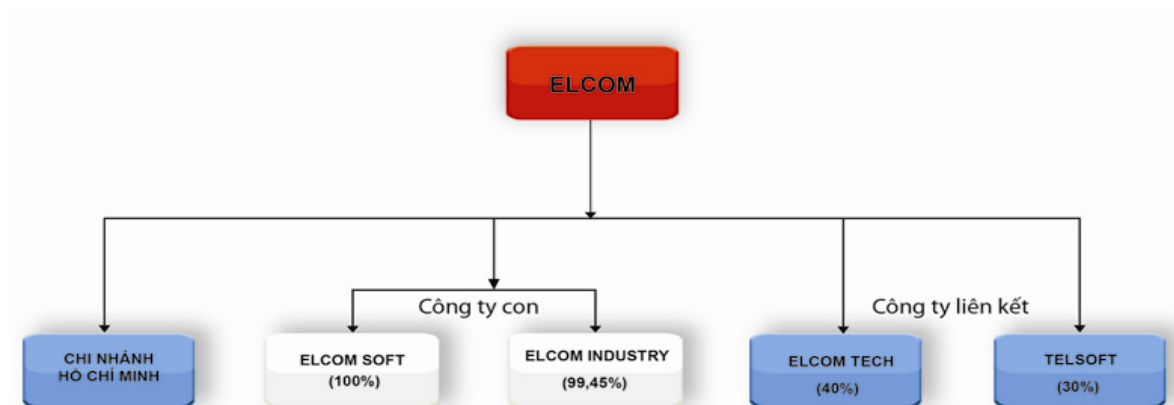 ELCOM
Công ty con
Công ty liên kết
CHI NHÁNH
HỒ CHÍ MINH
ELCOM SOFT
(100%)
ELCOM INDUSTRY
(99,45%)
ELCOM TECH
(40%)
TELSOFT
(30%)